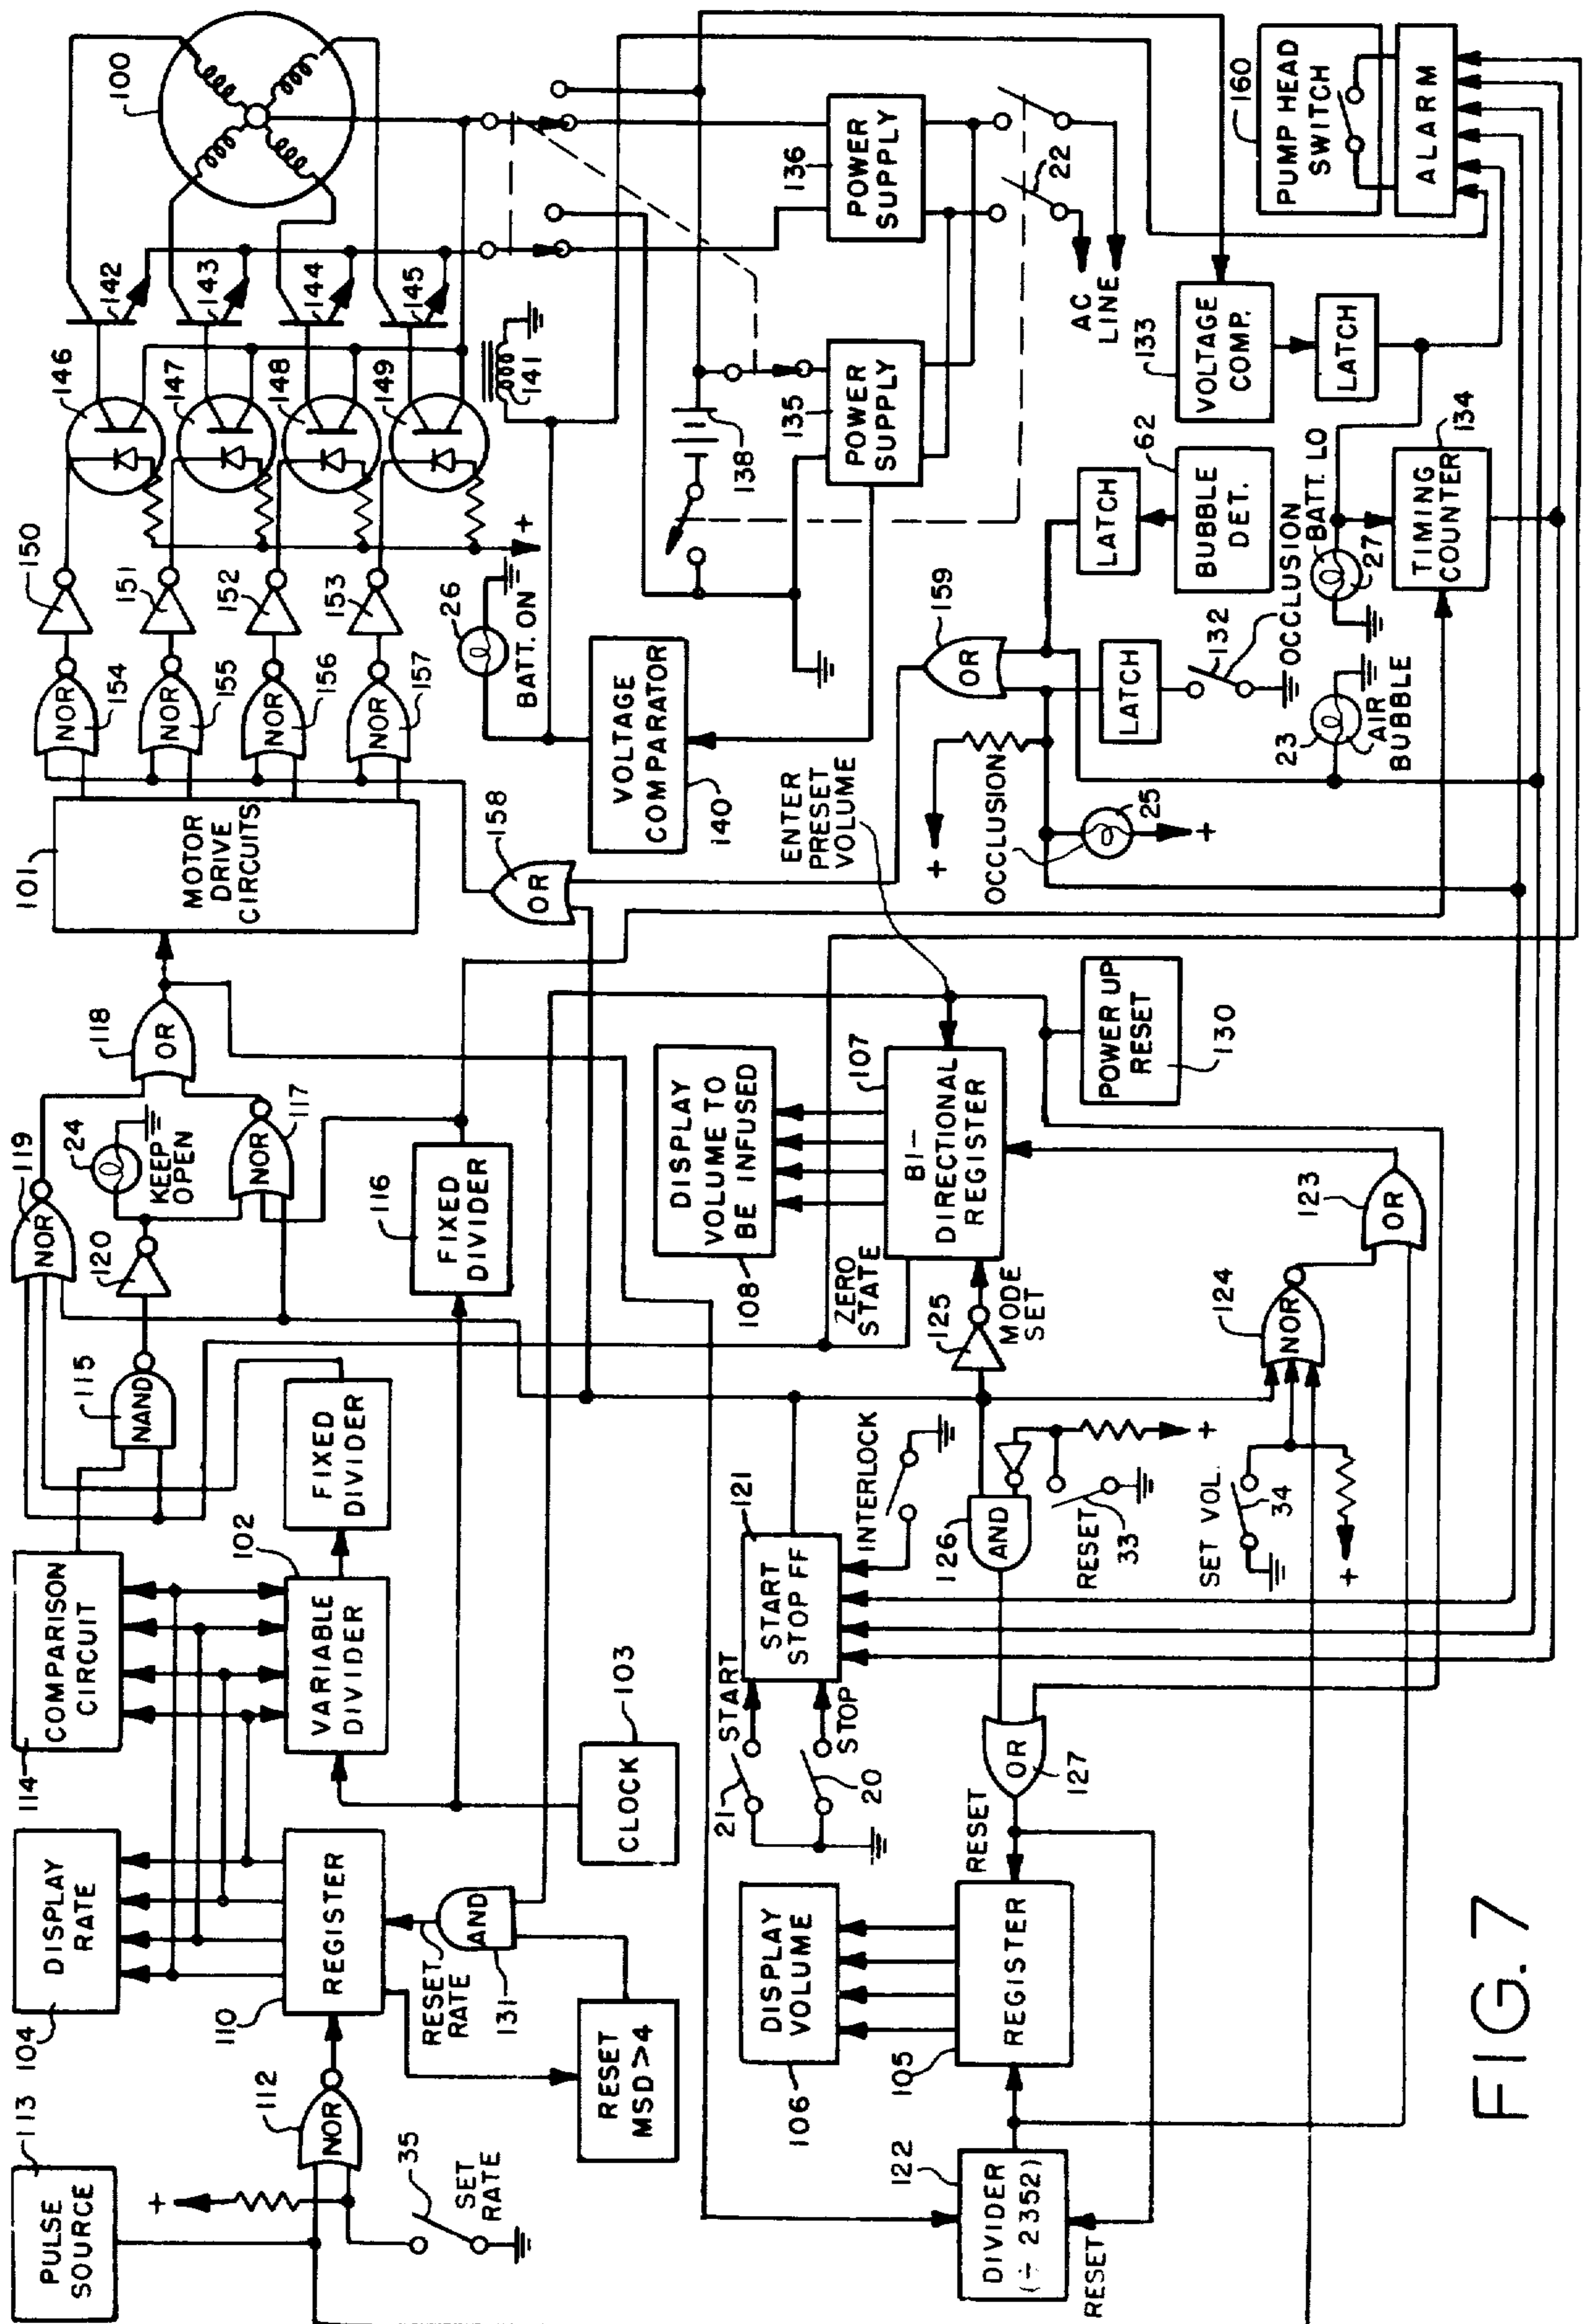 113
PULSE
SOURCE
+
112
NOR
35
SET
RATE
104
DISPLAY
RATE
110
REGISTER
RESET
RATE
AND
131
RESET
MSD > 4
114
COMPARISON
CIRCUIT
102
VARIABLE
DIVIDER
FIXED
DIVIDER
CLOCK
103
115
NAND
120
119
NOR
24
KEEP
OPEN
NOR
117
118
OR
116
FIXED
DIVIDER
101
MOTOR
DRIVE
CIRCUITS
NOR
154
NOR
155
NOR
156
NOR
157
150
151
152
153
146
147
148
149
142
143
144
145
100
+
141
158
OR
26
BATT. ON
VOLTAGE
COMPARATOR
140
138
135
POWER
SUPPLY
136
POWER
SUPPLY
22
AC
LINE
160
PUMP HEAD
SWITCH
ALARM
133
VOLTAGE
COMP.
LATCH
BATT. LO
27
134
TIMING
COUNTER
62
BUBBLE
DET.
LATCH
159
OR
LATCH
132
OCCLUSION
23
AIR
BUBBLE
+
OCCLUSION
25
+
ENTER
PRESET
VOLUME
DISPLAY
VOLUME TO
BE INFUSED
108
107
BI-
DIRECTIONAL
REGISTER
ZERO
STATE
125
MODE
SET
POWER UP
RESET
130
123
OR
124
NOR
121
START
STOP FF
INTERLOCK
START
21
STOP
20
126
AND
RESET
33
+
SET VOL.
34
+
OR
127
RESET
DISPLAY
VOLUME
106
105
REGISTER
122
DIVIDER
(÷ 2352)
RESET
FIG. 7